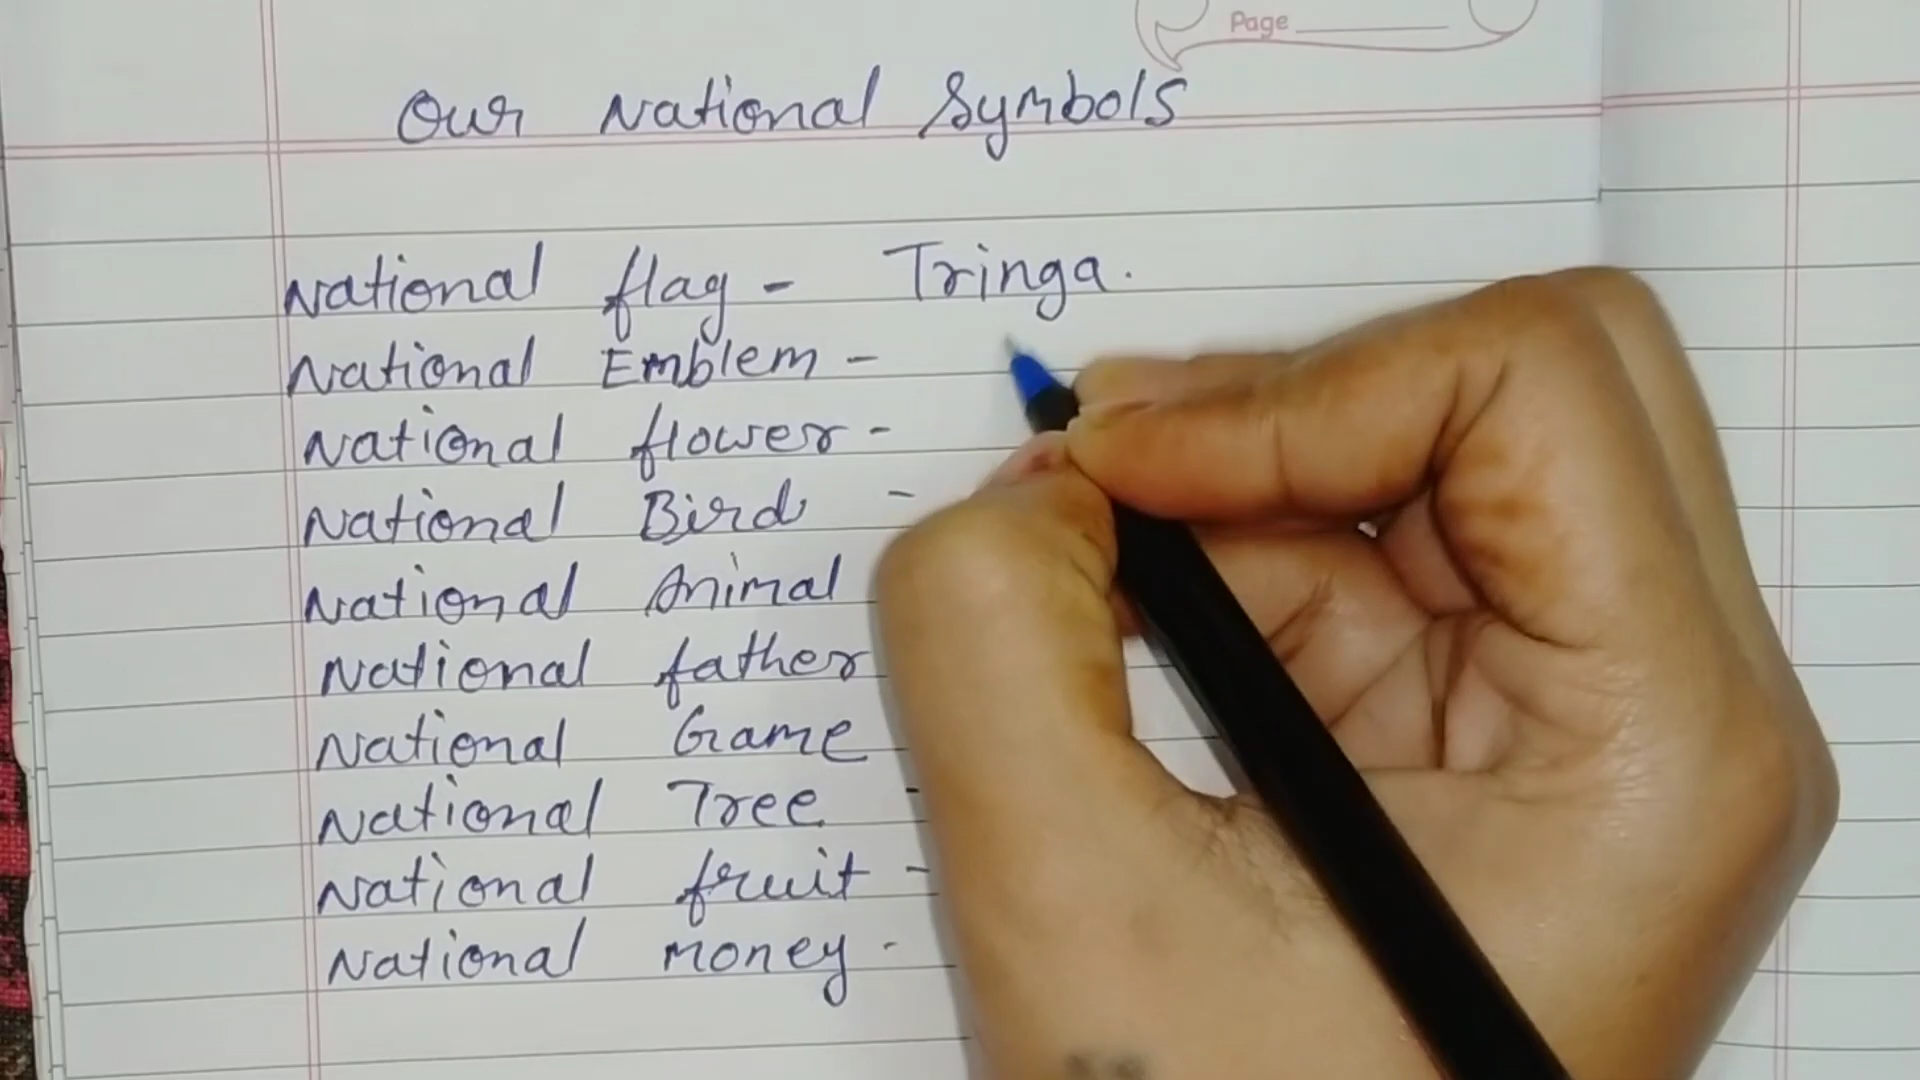 Page
Our National Symbols
National flag - Tringa.
National Emblem -
National flower -
National Bird -
National Animal
National father
National Game -
National Tree -
National fruit -
National money -